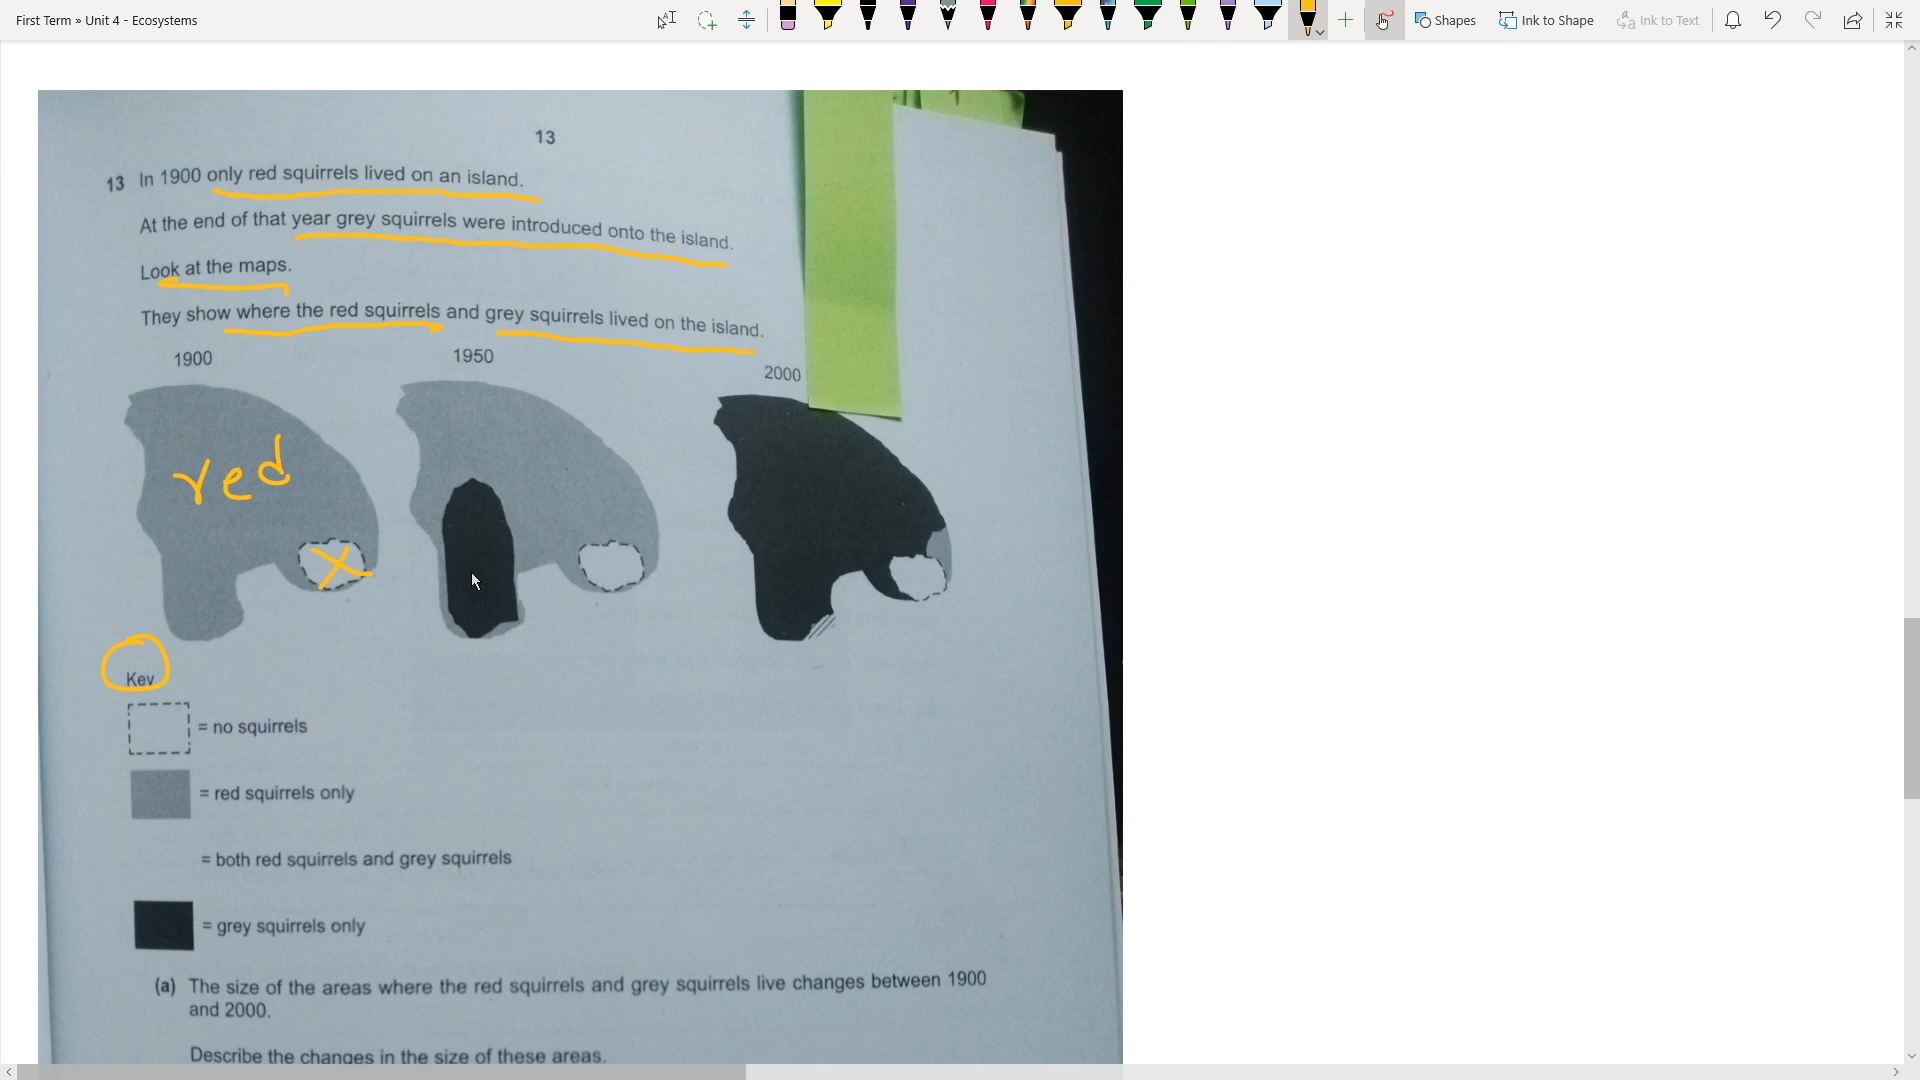 First Term » Unit 4 - Ecosystems
Shapes
Ink to Shape
Ink to Text
13
13 In 1900 only red squirrels lived on an island.
At the end of that year grey squirrels were introduced onto the island.
Look at the maps.
They show where the red squirrels and grey squirrels lived on the island.
1900
1950
2000
red
X
Key
= no squirrels
= red squirrels only
= both red squirrels and grey squirrels
= grey squirrels only
(a) The size of the areas where the red squirrels and grey squirrels live changes between 1900
and 2000.
Describe the changes in the size of these areas.